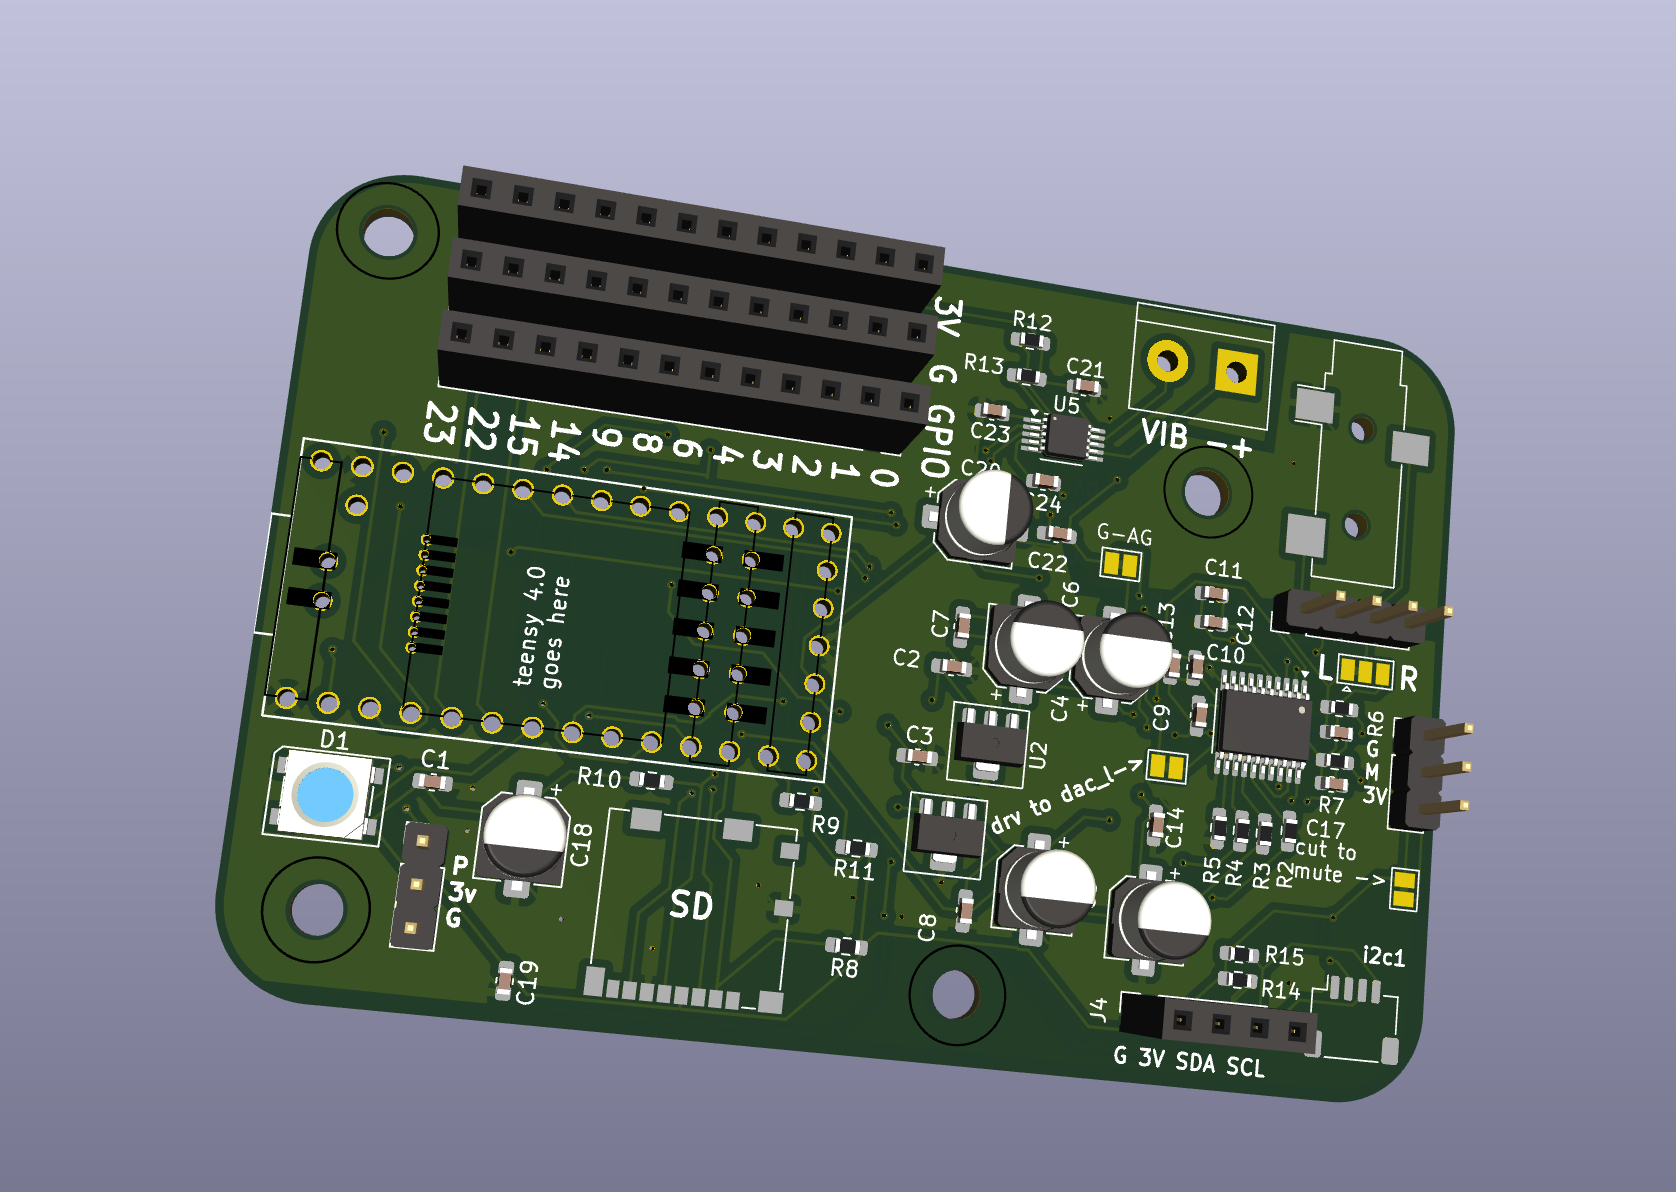 3V
G
GPIO
R12
R13
C21
U5
C23
C20
24
C22
VIB -+
G-AG
23
22
15
14
9
8
6
4
3
2
1
0
teensy 4.0
goes here
C6
C7
C2
13
C11
C12
C10
L
R
C4
C9
C3
U2
R6
G
M
3V
R7
drv to dac_l->
D1
C1
R10
R9
R11
C18
P
3v
G
SD
C14
R5
R4
R3
R2
C17
cut to
mute ->
C8
R8
C19
R15
R14
i2c1
J4
G 3V SDA SCL